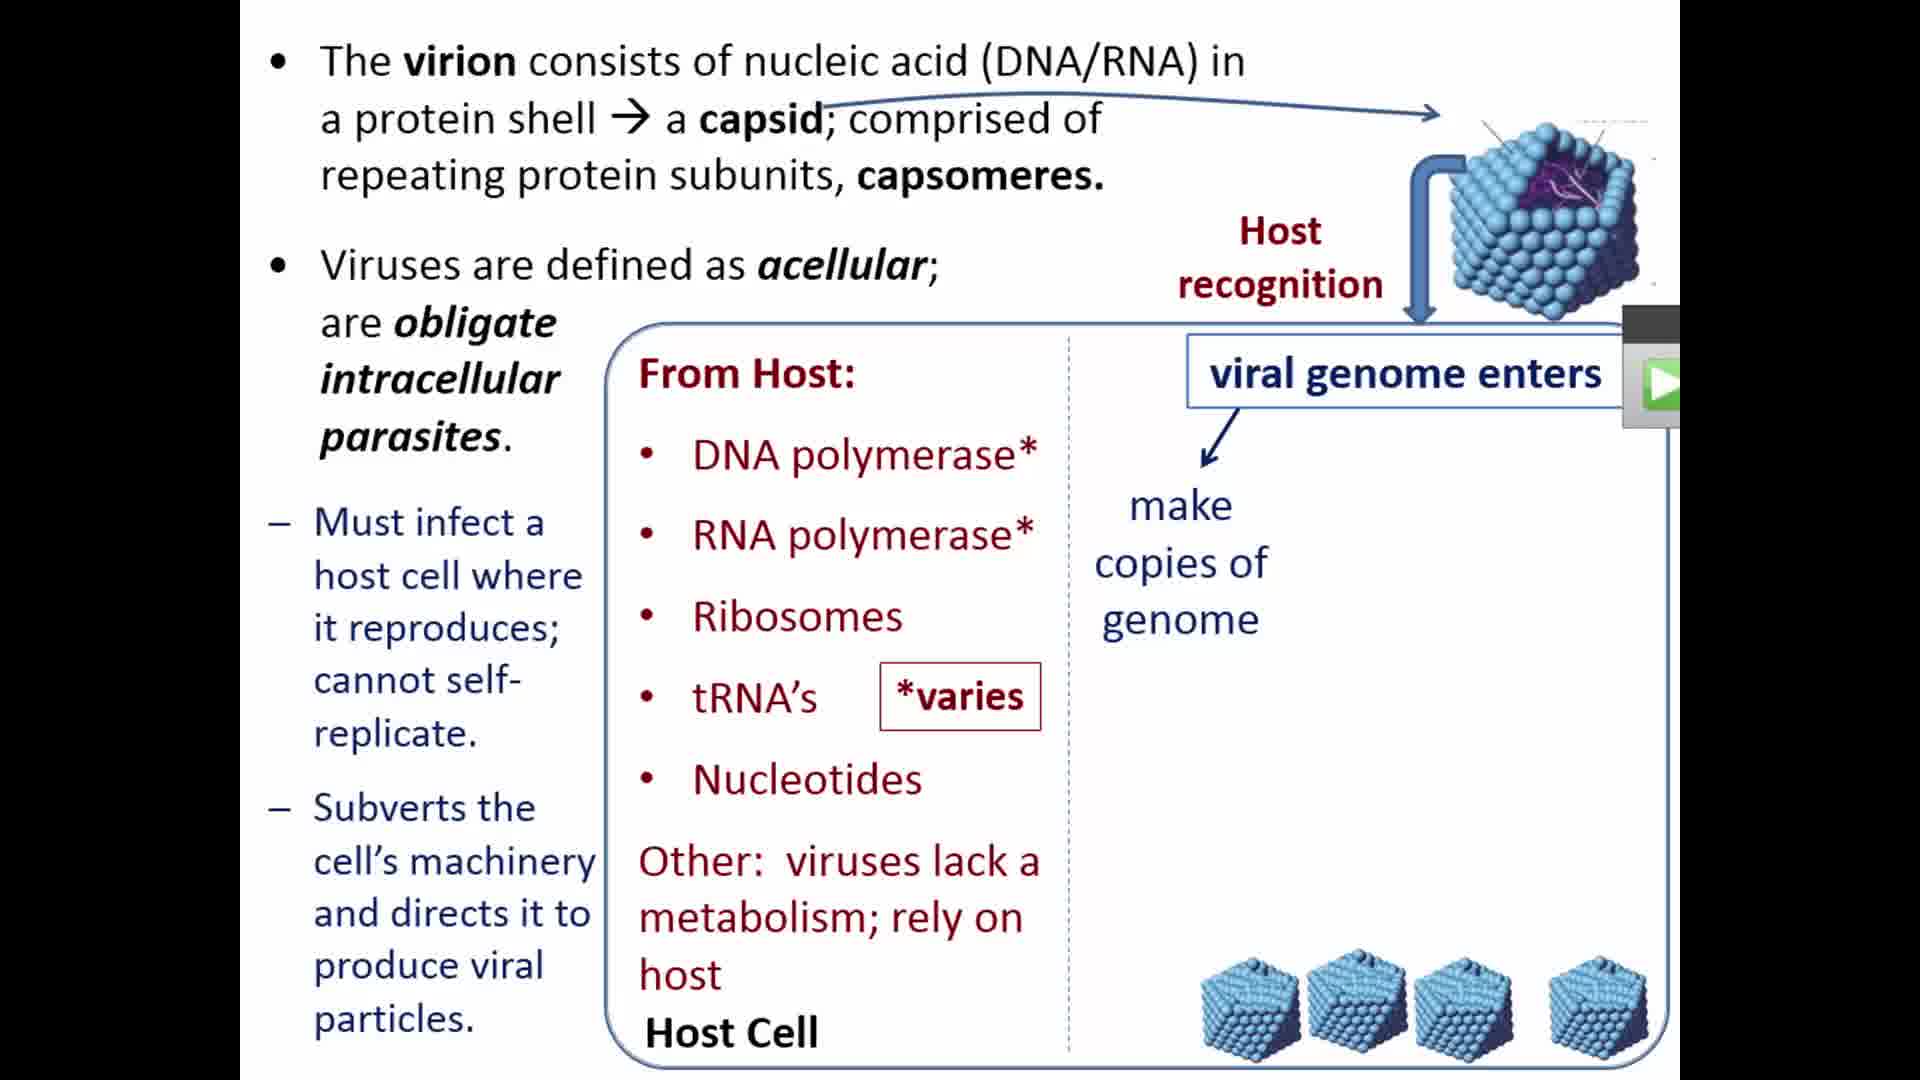 • The virion consists of nucleic acid (DNA/RNA) in
a protein shell → a capsid; comprised of
repeating protein subunits, capsomeres.
• Viruses are defined as acellular;
are obligate
intracellular
parasites.
– Must infect a
host cell where
it reproduces;
cannot self-
replicate.
– Subverts the
cell’s machinery
and directs it to
produce viral
particles.
Host
recognition
From Host:
• DNA polymerase*
• RNA polymerase*
• Ribosomes
• tRNA’s
*varies
• Nucleotides
Other: viruses lack a
metabolism; rely on
host
Host Cell
viral genome enters
make
copies of
genome